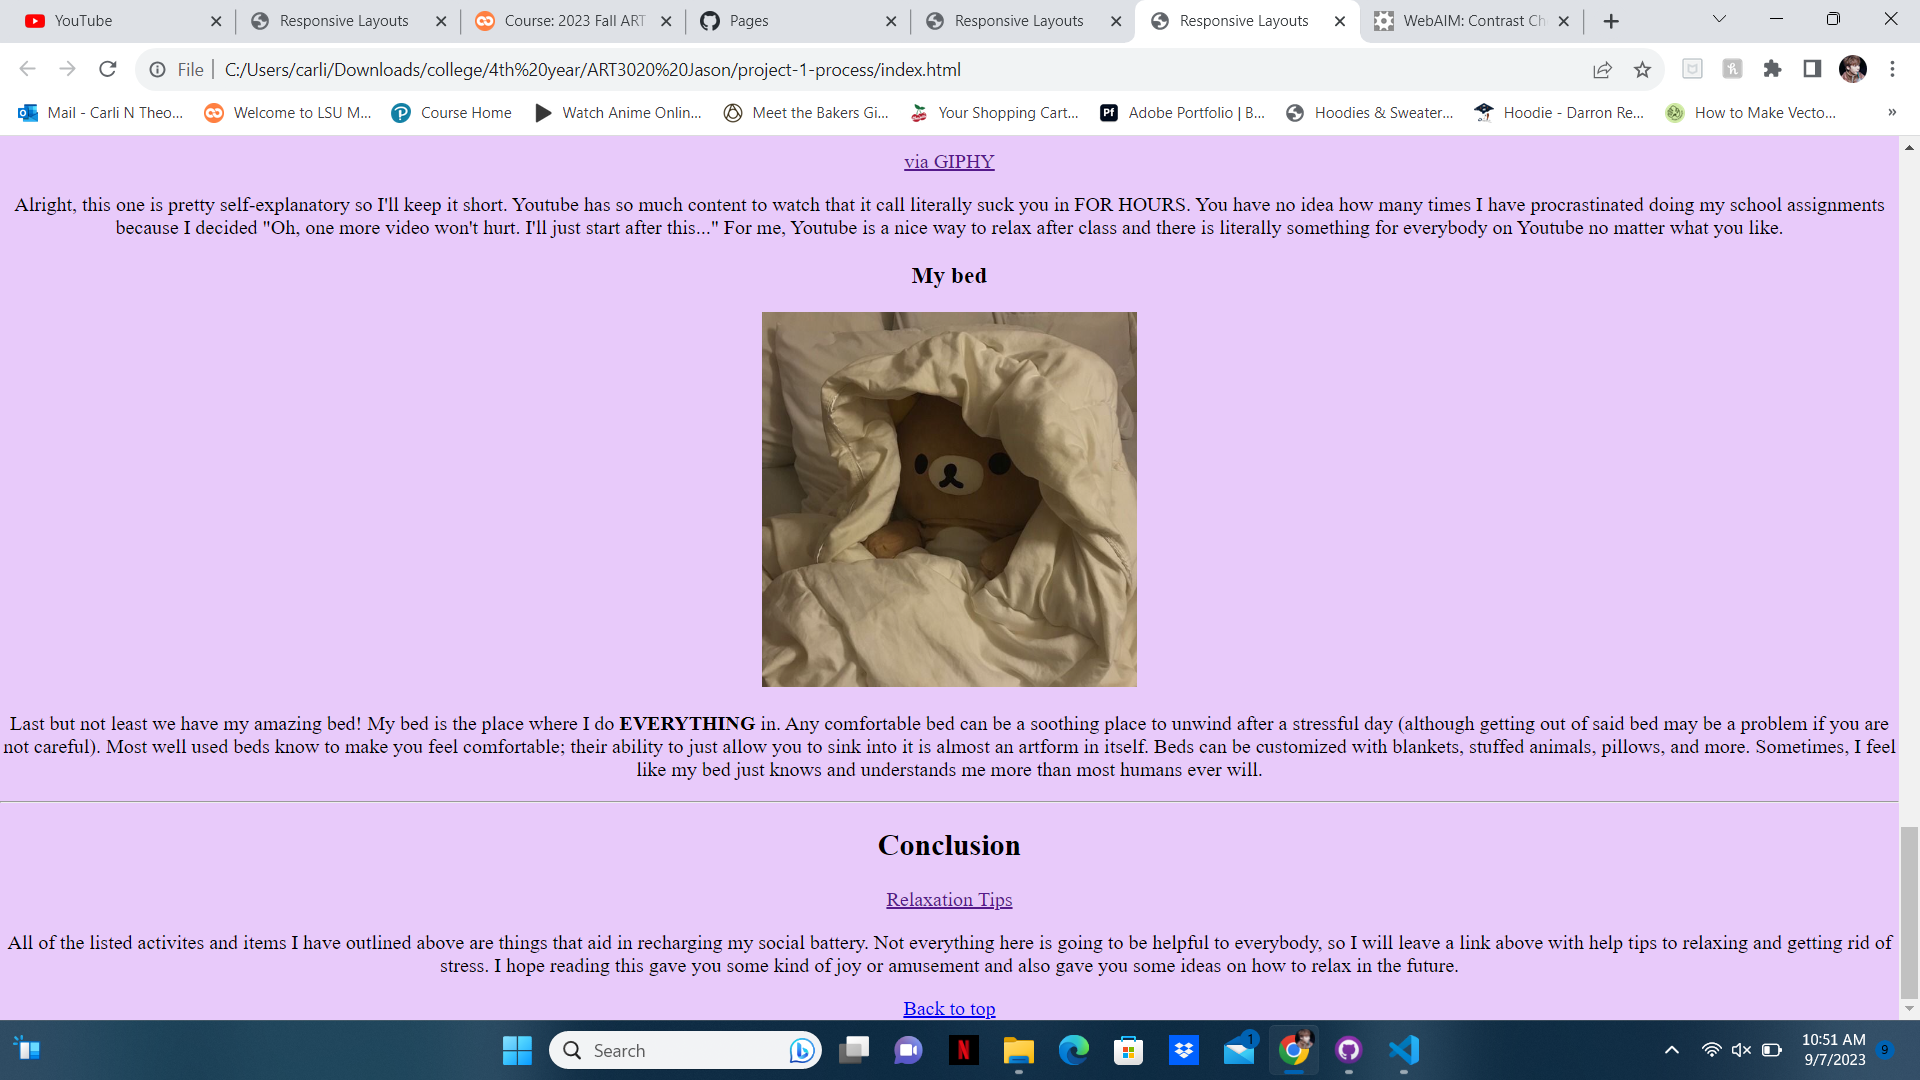 YouTube
Responsive Layouts
Course: 2023 Fall ART
Pages
Responsive Layouts
Responsive Layouts
WebAIM: Contrast Ch
File
C:/Users/carli/Downloads/college/4th%20year/ART3020%20Jason/project-1-process/index.html
Mail - Carli N Theo...
Welcome to LSU M...
Course Home
Watch Anime Onlin...
Meet the Bakers Gi...
Your Shopping Cart...
Pf
Adobe Portfolio | B...
Hoodies & Sweater...
Hoodie - Darron Re...
How to Make Vecto...
»
via GIPHY
Alright, this one is pretty self-explanatory so I'll keep it short. Youtube has so much content to watch that it call literally suck you in FOR HOURS. You have no idea how many times I have procrastinated doing my school assignments
because I decided "Oh, one more video won't hurt. I'll just start after this..." For me, Youtube is a nice way to relax after class and there is literally something for everybody on Youtube no matter what you like.
My bed
Last but not least we have my amazing bed! My bed is the place where I do EVERYTHING in. Any comfortable bed can be a soothing place to unwind after a stressful day (although getting out of said bed may be a problem if you are
not careful). Most well used beds know to make you feel comfortable; their ability to just allow you to sink into it is almost an artform in itself. Beds can be customized with blankets, stuffed animals, pillows, and more. Sometimes, I feel
like my bed just knows and understands me more than most humans ever will.
Conclusion
Relaxation Tips
All of the listed activites and items I have outlined above are things that aid in recharging my social battery. Not everything here is going to be helpful to everybody, so I will leave a link above with help tips to relaxing and getting rid of
stress. I hope reading this gave you some kind of joy or amusement and also gave you some ideas on how to relax in the future.
Back to top
Search
N
1
10:51 AM
9/7/2023
9